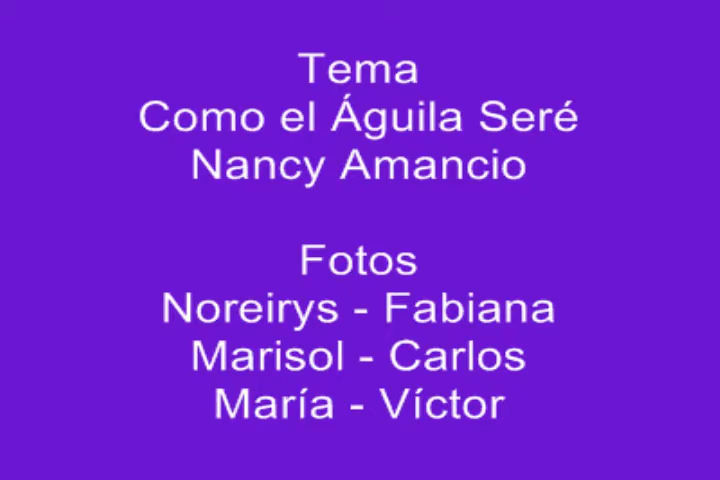 Tema
Como el Águila Seré
Nancy Amancio
Fotos
Noreirys - Fabiana
Marisol - Carlos
María - Víctor